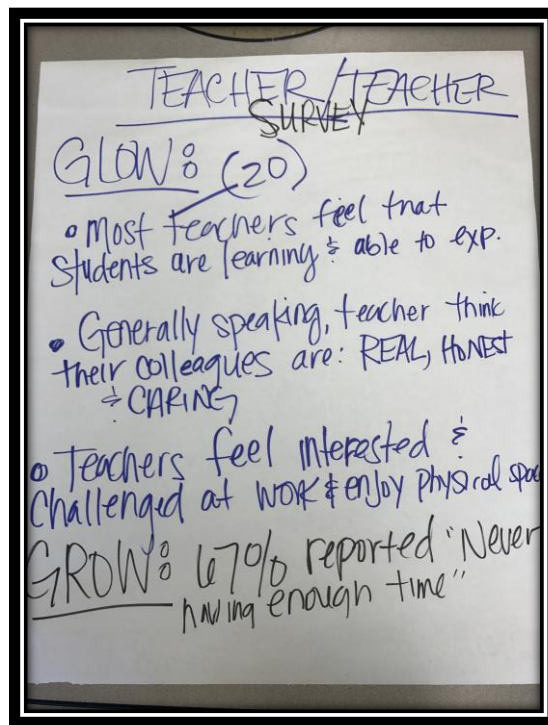 TEACHER/TEACHER
SURVEY
GLOW: (20)
• Most teachers feel that
students are learning & able to exp.
• Generally speaking, teacher think
their colleagues are: REAL, HONEST
& CARING
• Teachers feel interested &
Challenged at work & enjoy physical spac
GROW: 67% reported "Never
having enough time"